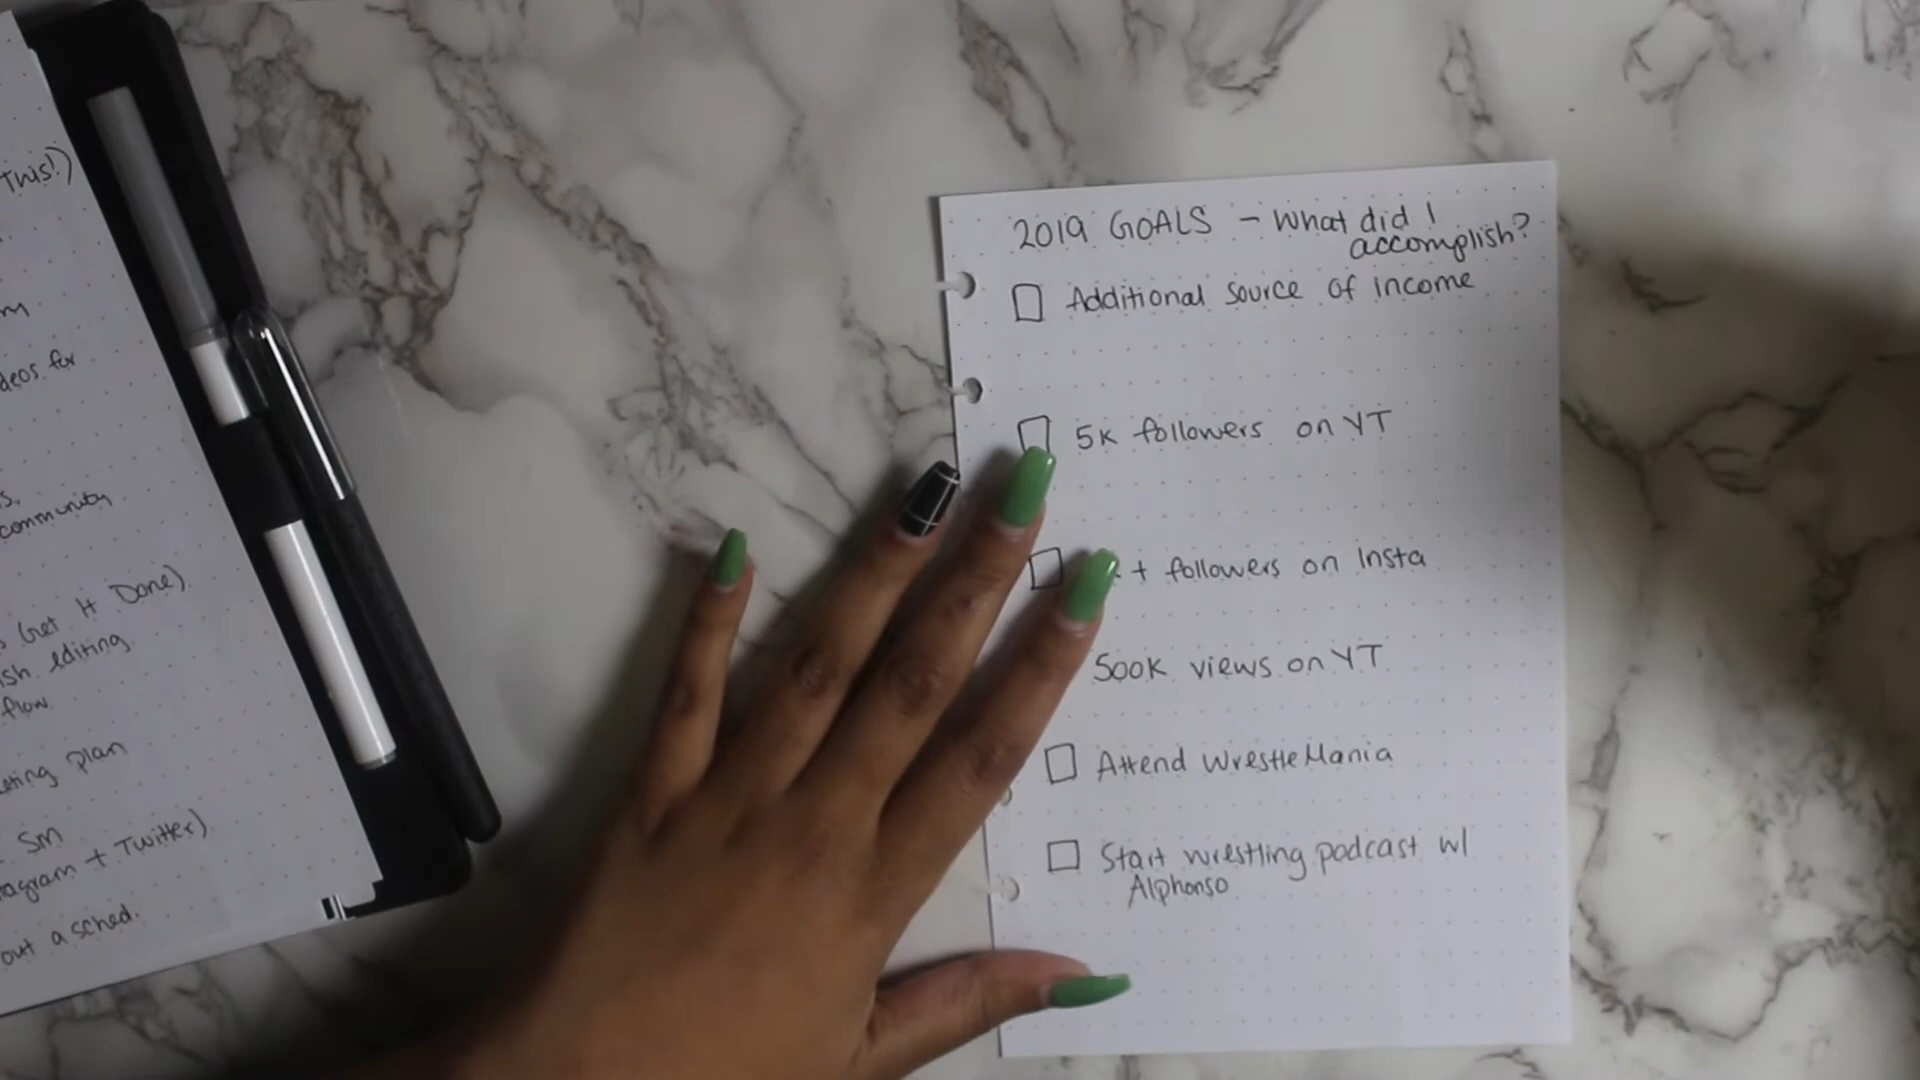 This!)
deos for
community
Get It Done)
ish editing
flow.
eting plan
SM
tagram + Twitter)
out a sched.
2019 GOALS - What did I
accomplish?
Additional source of income
5K followers on YT
+ followers on Insta
500K views on YT
Attend WrestleMania
Start wrestling podcast w/
Alphonso